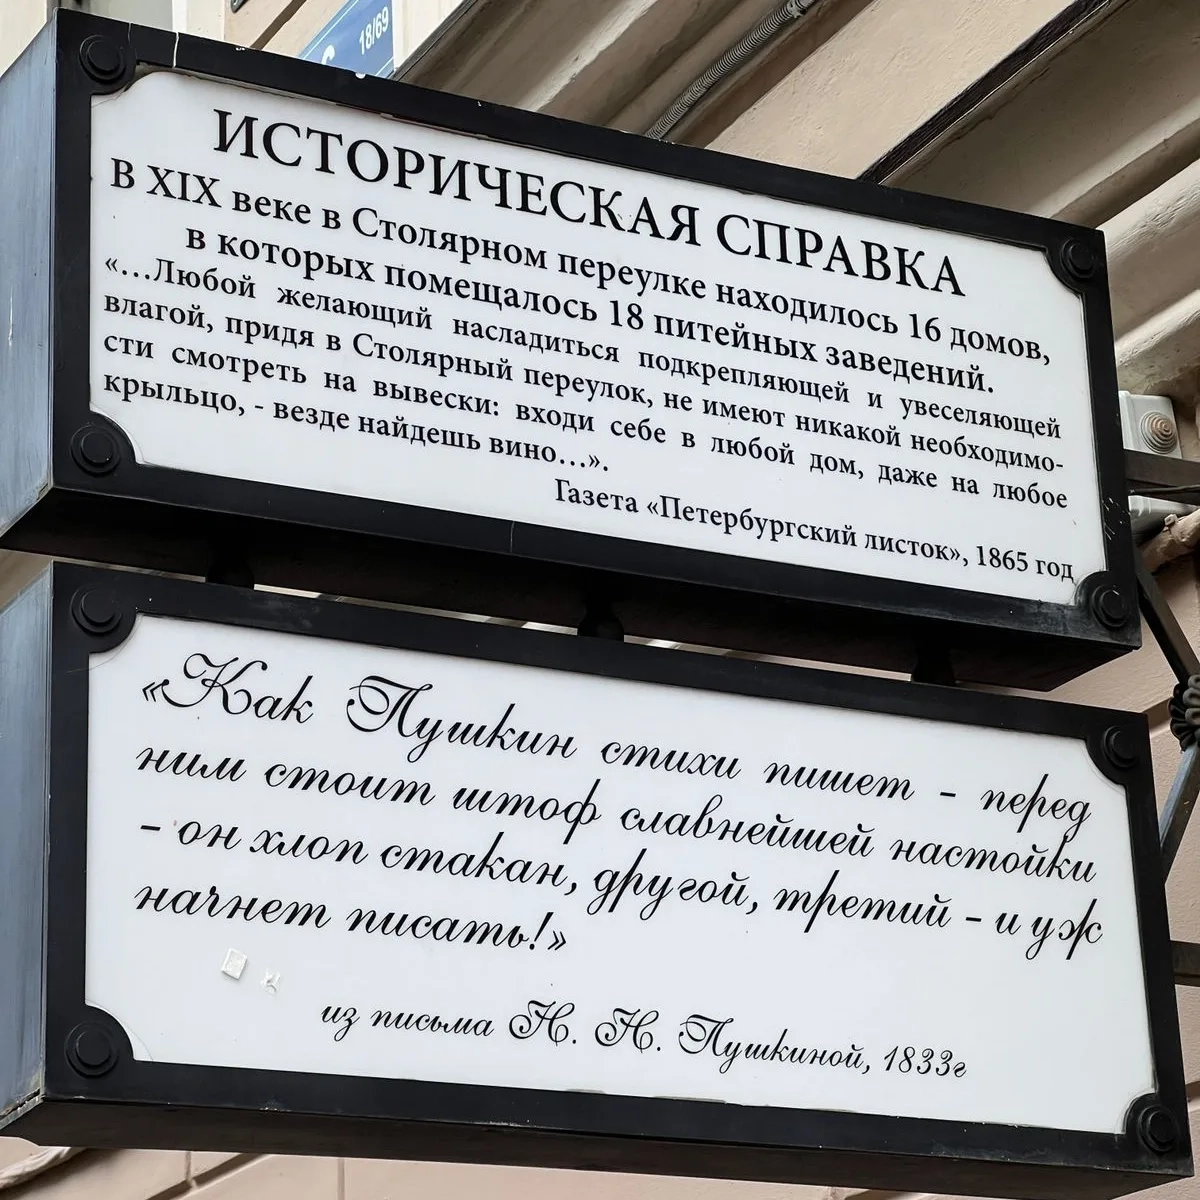 18/69
ИСТОРИЧЕСКАЯ СПРАВКА
В XIX веке в Столярном переулке находилось 16 домов,
в которых помещалось 18 питейных заведений.
«...Любой желающий насладиться подкрепляющей и увеселяющей
влагой, придя в Столярный переулок, не имеют никакой необходимо-
сти смотреть на вывески: входи себе в любой дом, даже на любое
крыльцо, - везде найдешь вино...».
Газета «Петербургский листок», 1865 год
«Как Пушкин стихи пишет - перед
ним стоит штоф славнейшей настойки
- он хлоп стакан, другой, третий - и уж
начнет писать!»
из письма Н. Н. Пушкиной, 1833г